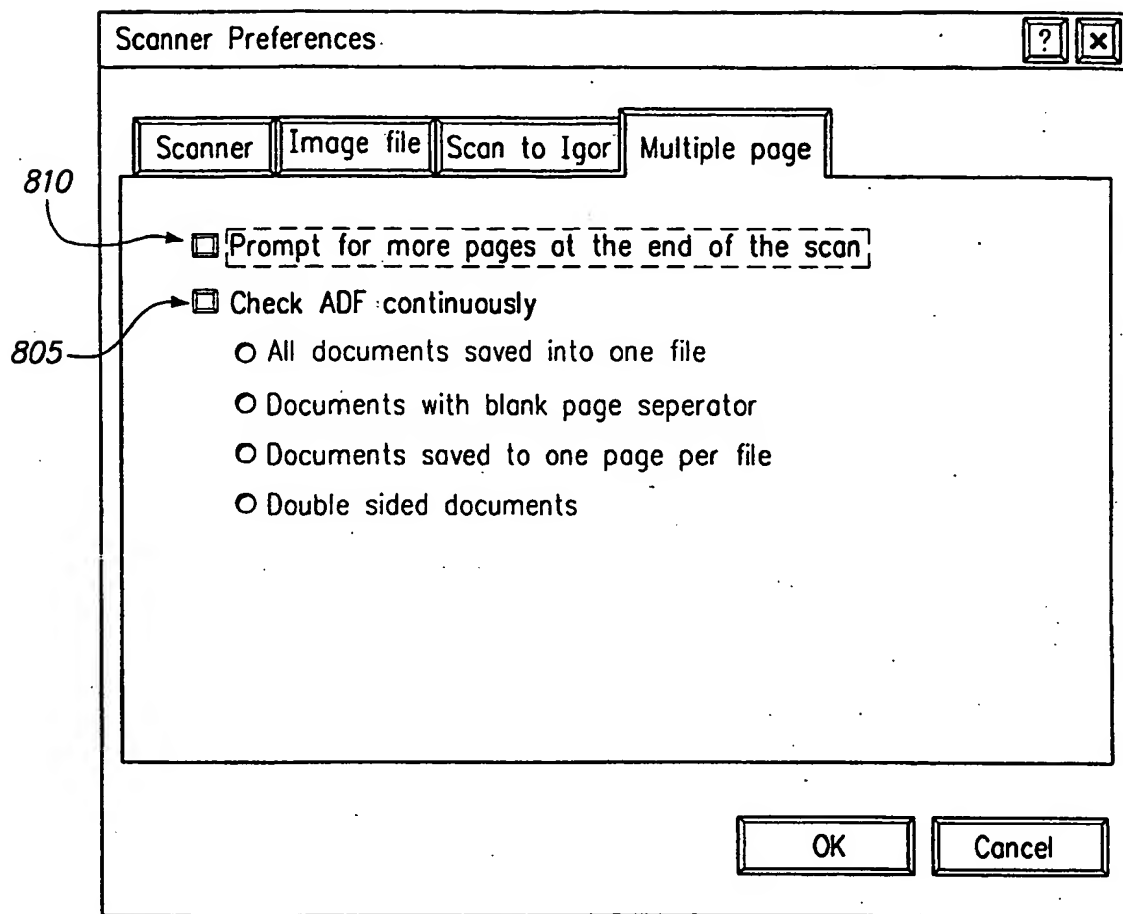 Scanner Preferences
?
×
Scanner
Image file
Scan to Igor
Multiple page
810
Prompt for more pages at the end of the scan
Check ADF continuously
805
All documents saved into one file
Documents with blank page seperator
Documents saved to one page per file
Double sided documents
OK
Cancel